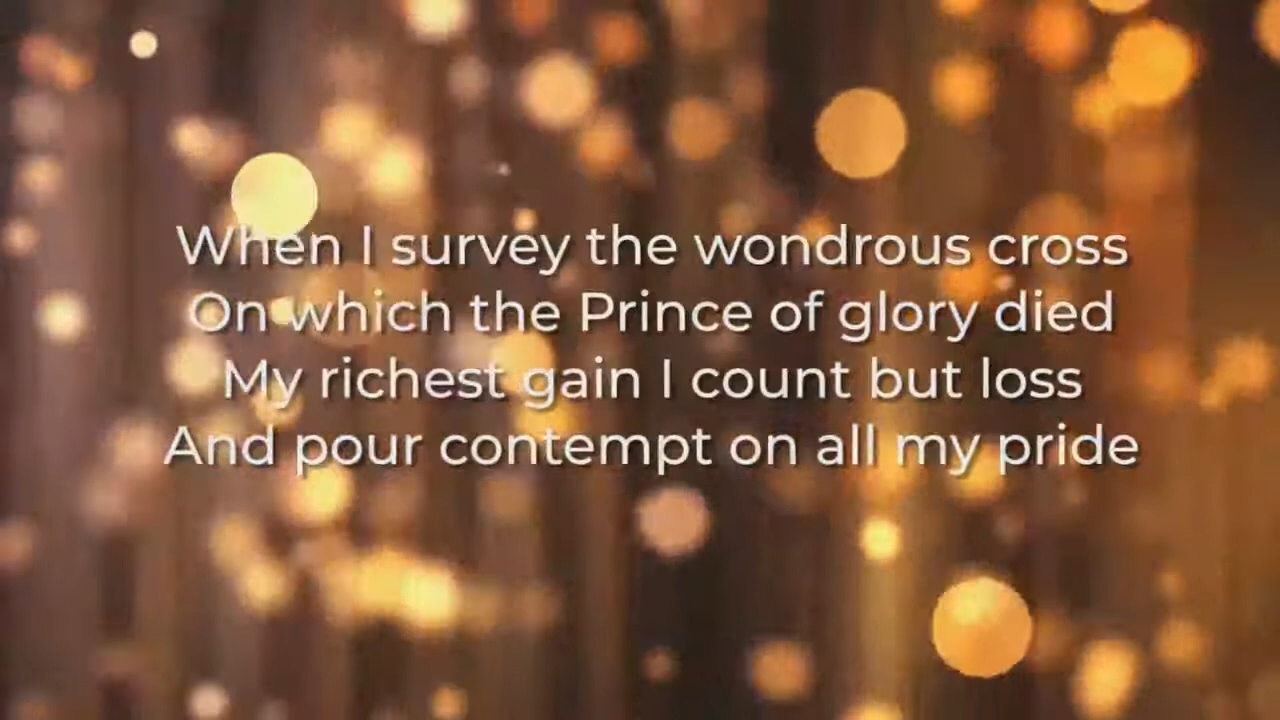 When I survey the wondrous cross
On which the Prince of glory died
My richest gain I count but loss
And pour contempt on all my pride